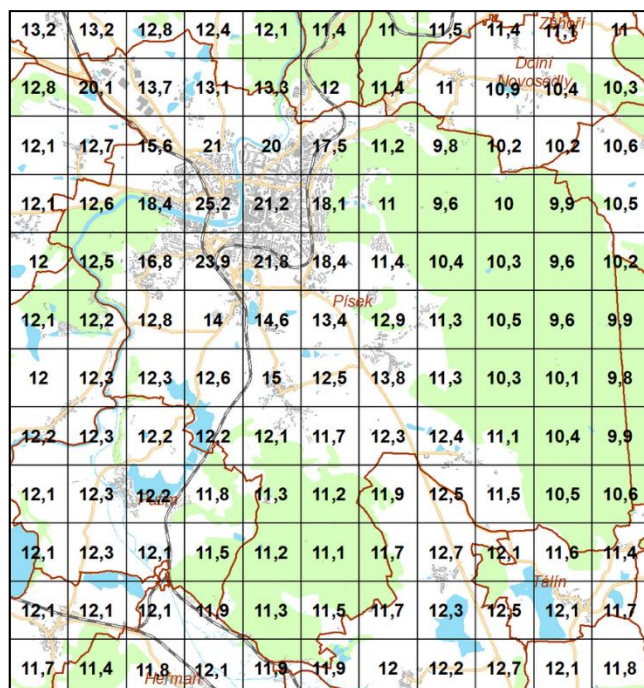 13,2 13,2 12,8 12,4 12,1 11,4 11 11,5 11,4 11,1 11
Záhoří
Dolní
Novosedly
12,8 20,1 13,7 13,1 13,3 12 11,4 11 10,9 10,4 10,3
12,1 12,7 15,6 21 20 17,5 11,2 9,8 10,2 10,2 10,6
12,1 12,6 18,4 25,2 21,2 18,1 11 9,6 10 9,9 10,5
12 12,5 16,8 23,9 21,8 18,4 11,4 10,4 10,3 9,6 10,2
Písek
12,1 12,2 12,8 14 14,6 13,4 12,9 11,3 10,5 9,6 9,9
12 12,3 12,3 12,6 15 12,5 13,8 11,3 10,3 10,1 9,8
12,2 12,3 12,2 12,2 12,1 11,7 12,3 12,4 11,1 10,4 9,9
12,1 12,3 12,2 11,8 11,3 11,2 11,9 12,5 11,5 10,5 10,6
Putim
12,1 12,3 12,1 11,5 11,2 11,1 11,7 12,7 12,1 11,6 11,4
Tálín
12,1 12,1 12,1 11,9 11,3 11,5 11,7 12,3 12,5 12,1 11,7
11,7 11,4 11,8 12,1 11,9 11,9 12 12,2 12,7 12,1 11,8
Heřmaň